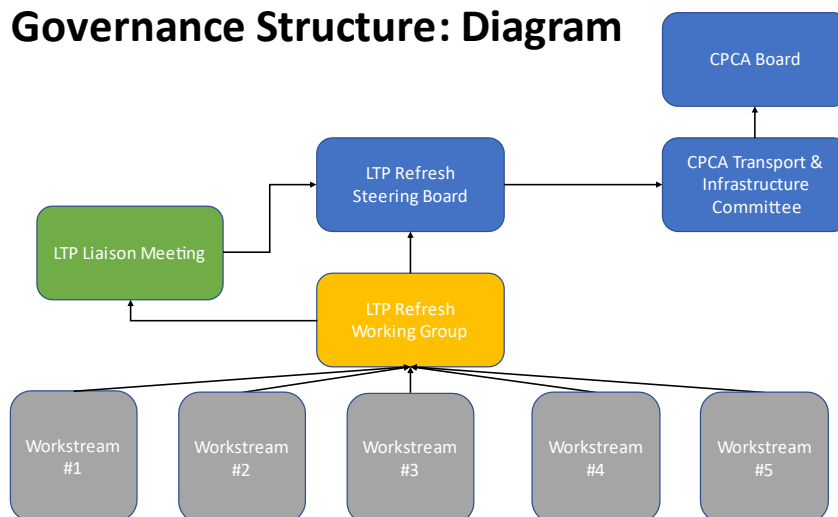 Governance Structure: Diagram
CPCA Board
LTP Refresh
Steering Board
CPCA Transport &
Infrastructure
Committee
LTP Liaison Meeting
LTP Refresh
Working Group
Workstream
#1
Workstream
#2
Workstream
#3
Workstream
#4
Workstream
#5